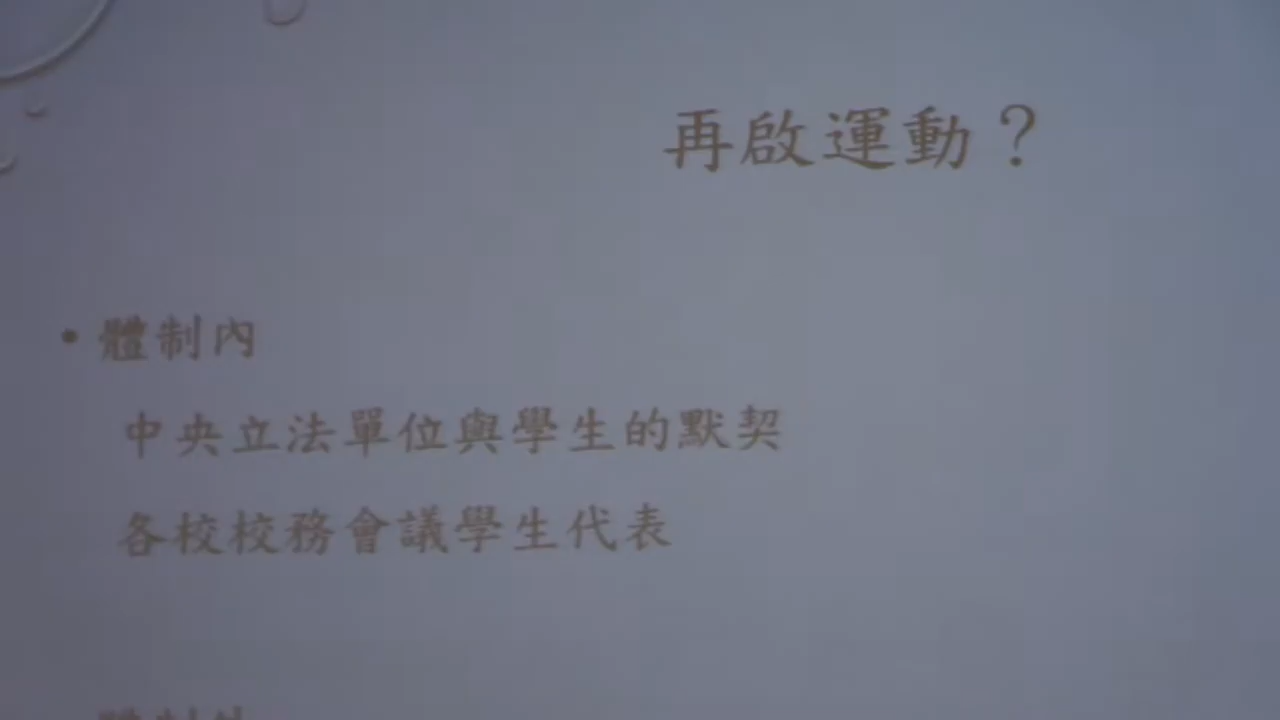 再啟運動？
• 體制內
中央立法單位與學生的默契
各校校務會議學生代表